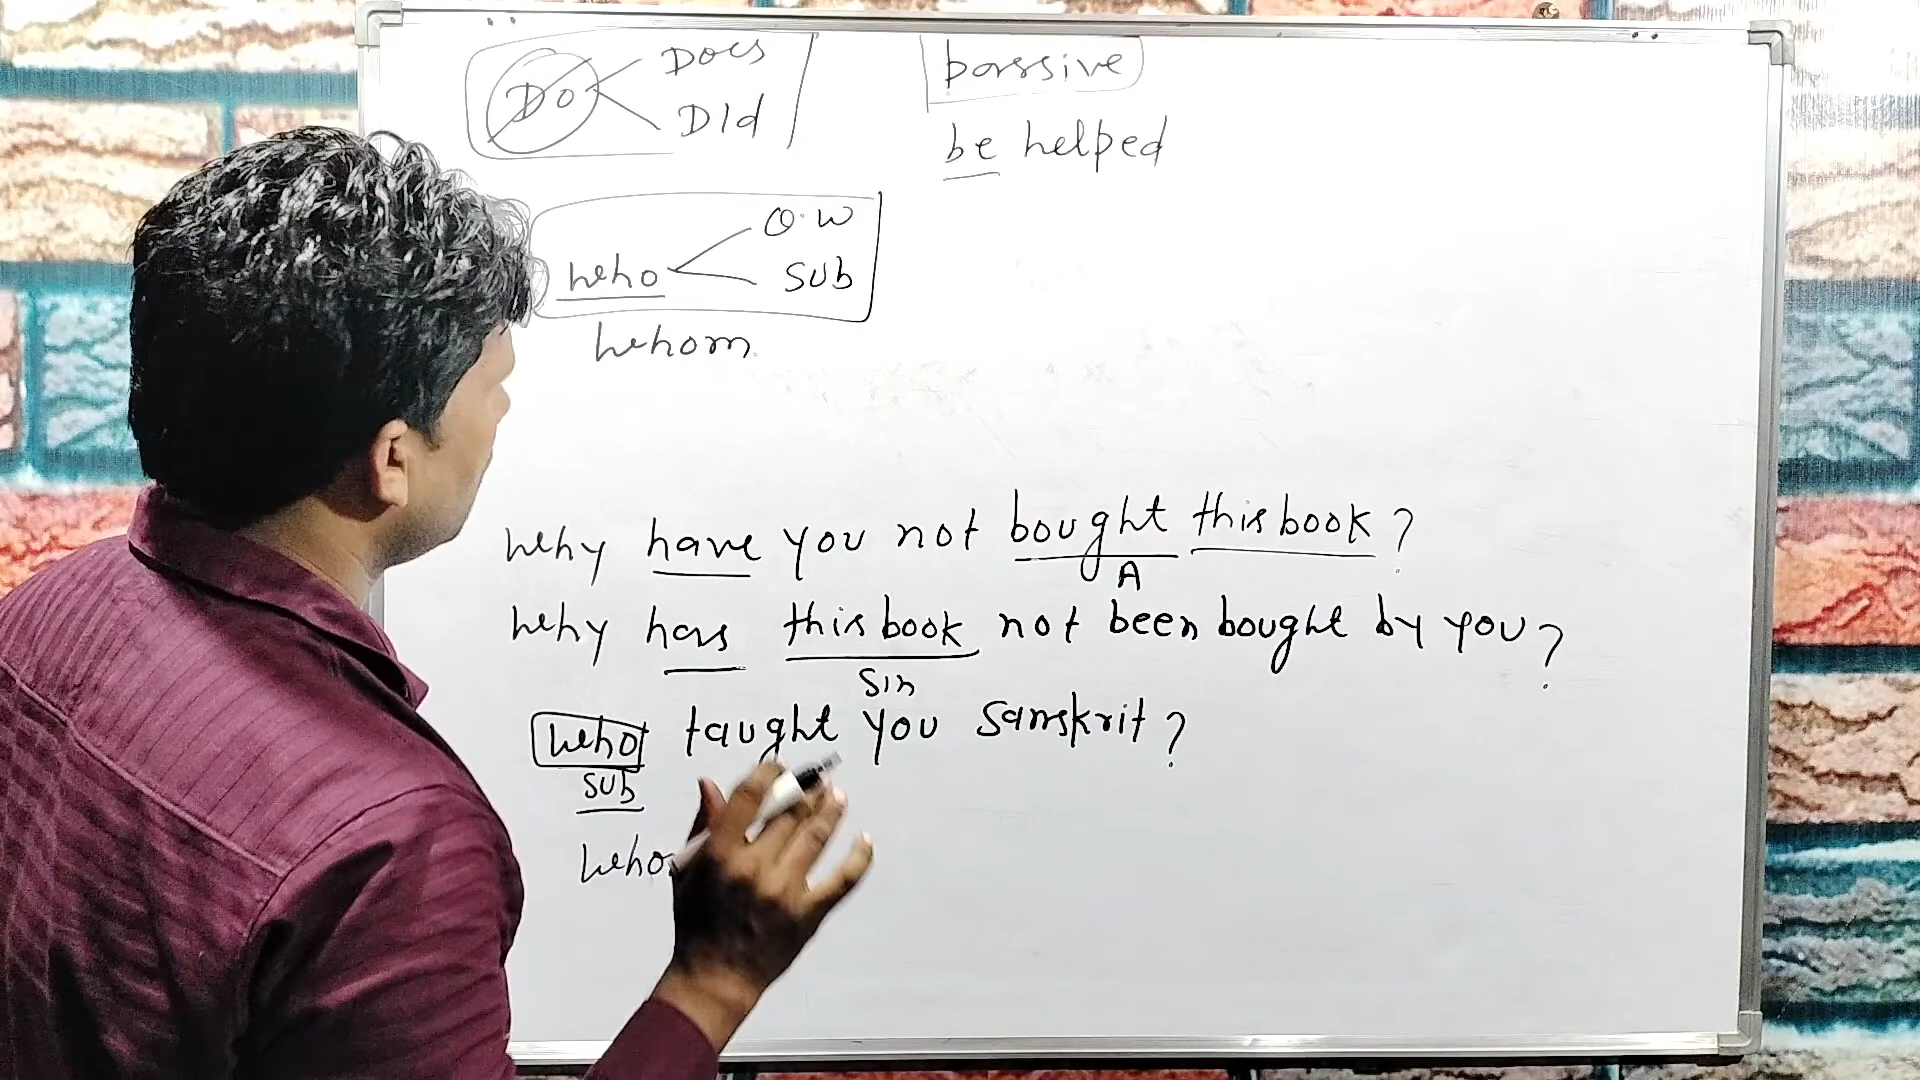 Do Does
Did
passive
be helped
who Q.W
sub
whom
why have you not bought this book?
A
why has this book not been bought by you?
sin
who taught you Sanskrit?
sub